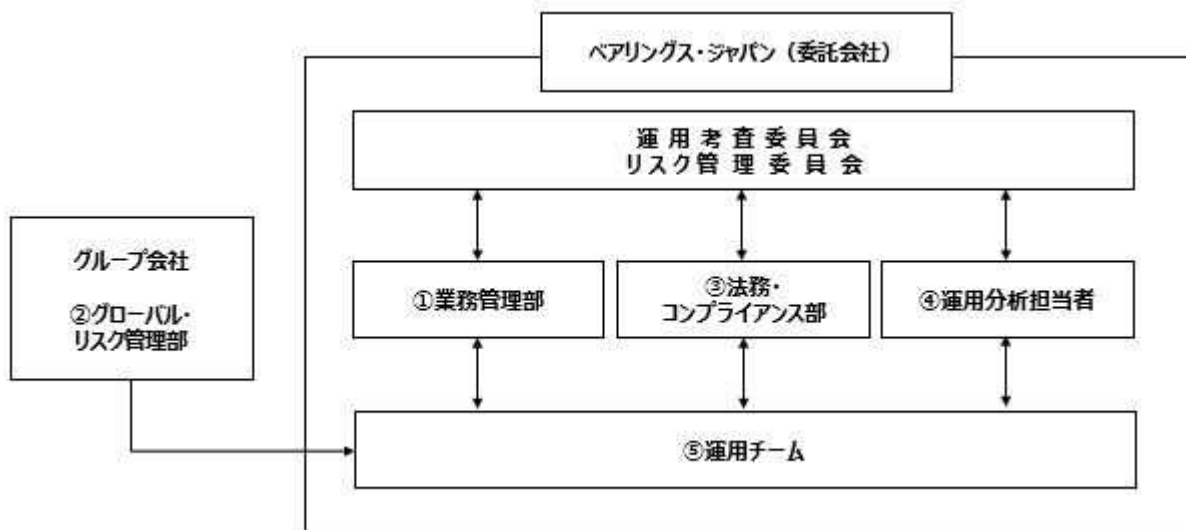 ベアリングス・ジャパン（委託会社）
運用考査委員会
リスク管理委員会
グループ会社
②グローバル・
リスク管理部
①業務管理部
③法務・
コンプライアンス部
④運用分析担当者
⑤運用チーム